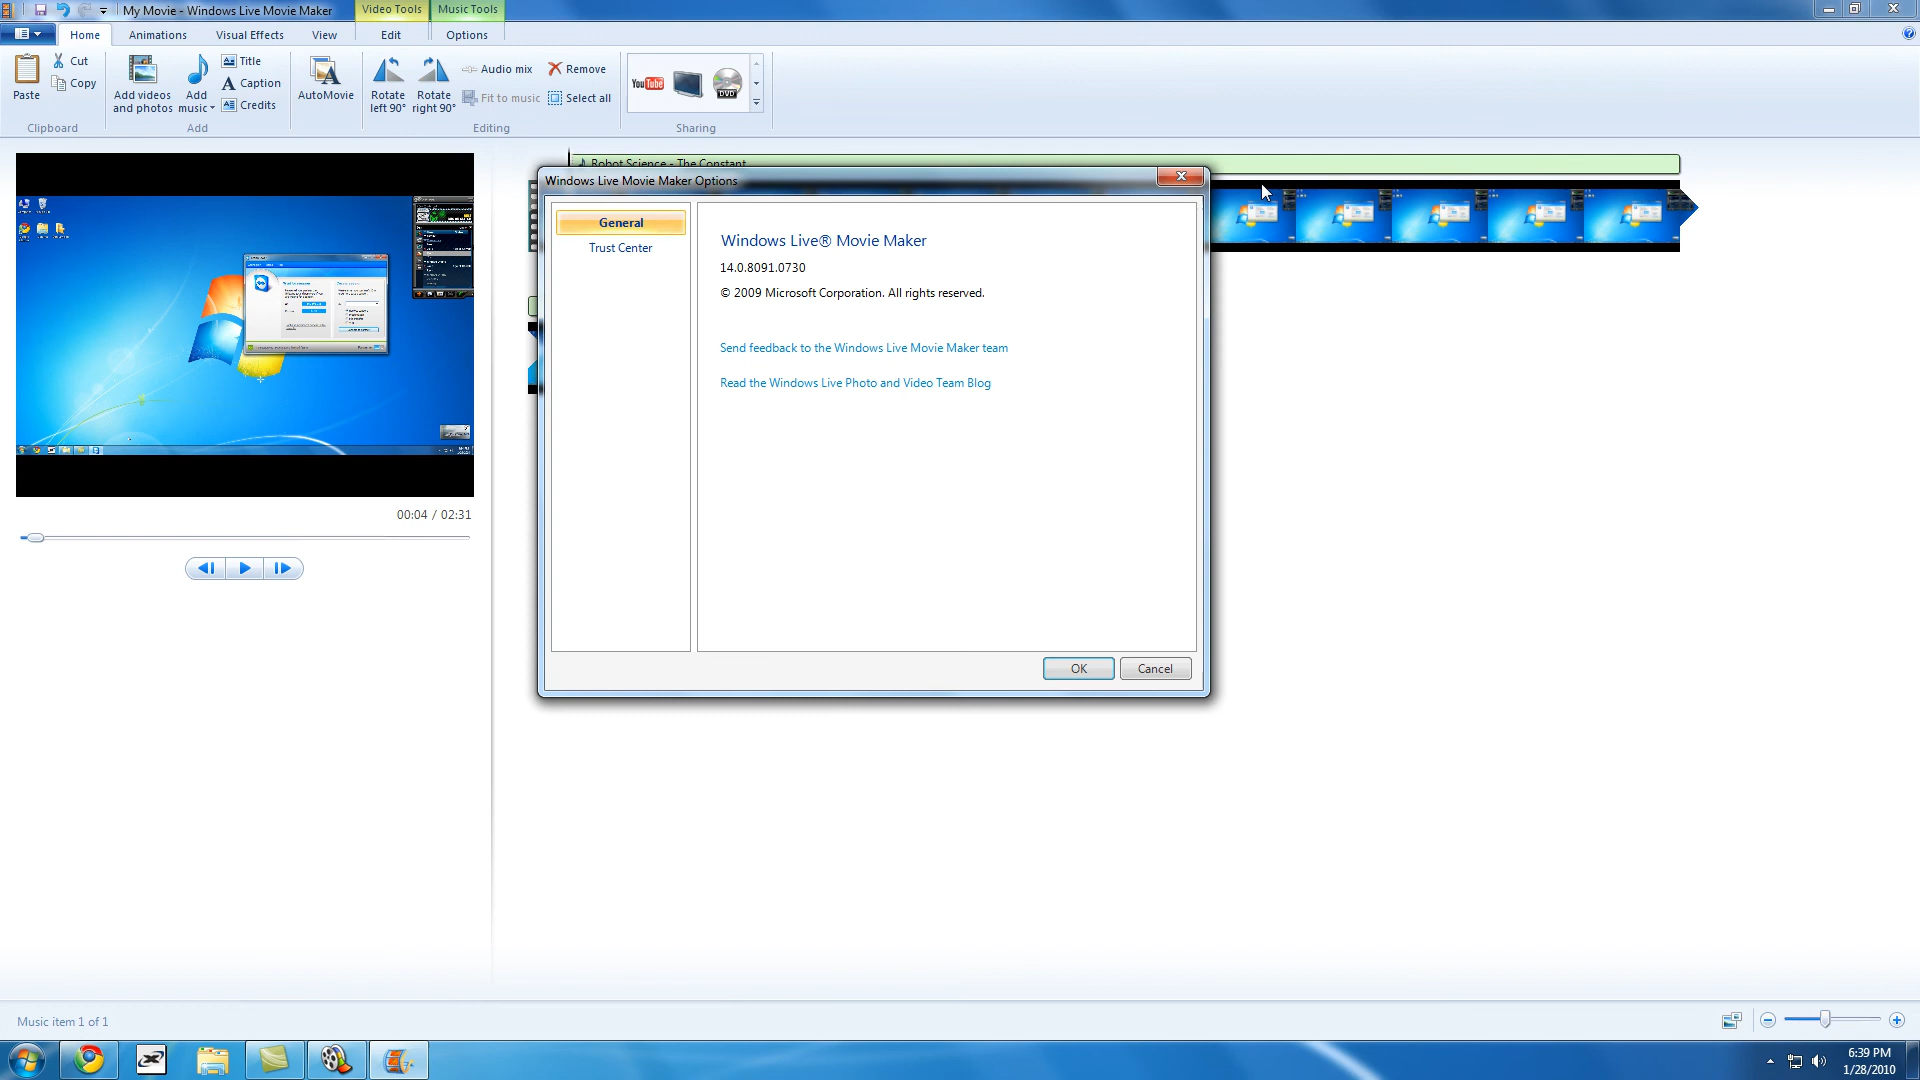 My Movie - Windows Live Movie Maker
Video Tools
Music Tools
Home
Animations
Visual Effects
View
Edit
Options
Paste
Cut
Copy
Clipboard
Add videos
and photos
Add
music
Title
Caption
Credits
Add
AutoMovie
Rotate
left 90°
Rotate
right 90°
Audio mix
Fit to music
Remove
Select all
Editing
YouTube
DVD
Sharing
Robot Science - The Constant
Windows Live Movie Maker Options
General
Trust Center
Windows Live® Movie Maker
14.0.8091.0730
© 2009 Microsoft Corporation. All rights reserved.
Send feedback to the Windows Live Movie Maker team
Read the Windows Live Photo and Video Team Blog
OK
Cancel
00:04 / 02:31
Music item 1 of 1
6:39 PM
1/28/2010